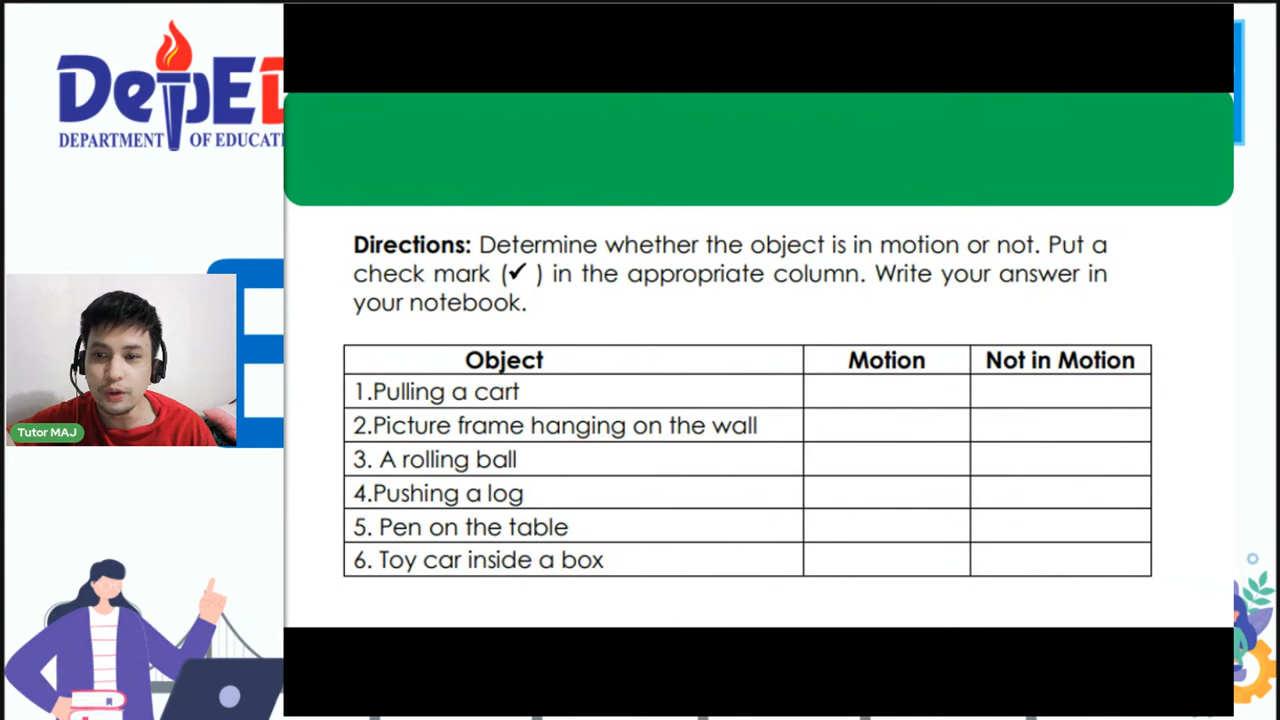 DepED
DEPARTMENT OF EDUCATI
Directions: Determine whether the object is in motion or not. Put a
check mark (✔ ) in the appropriate column. Write your answer in
your notebook.
Object Motion Not in Motion
1.Pulling a cart
2.Picture frame hanging on the wall
3. A rolling ball
4.Pushing a log
5. Pen on the table
6. Toy car inside a box
Tutor MAJ